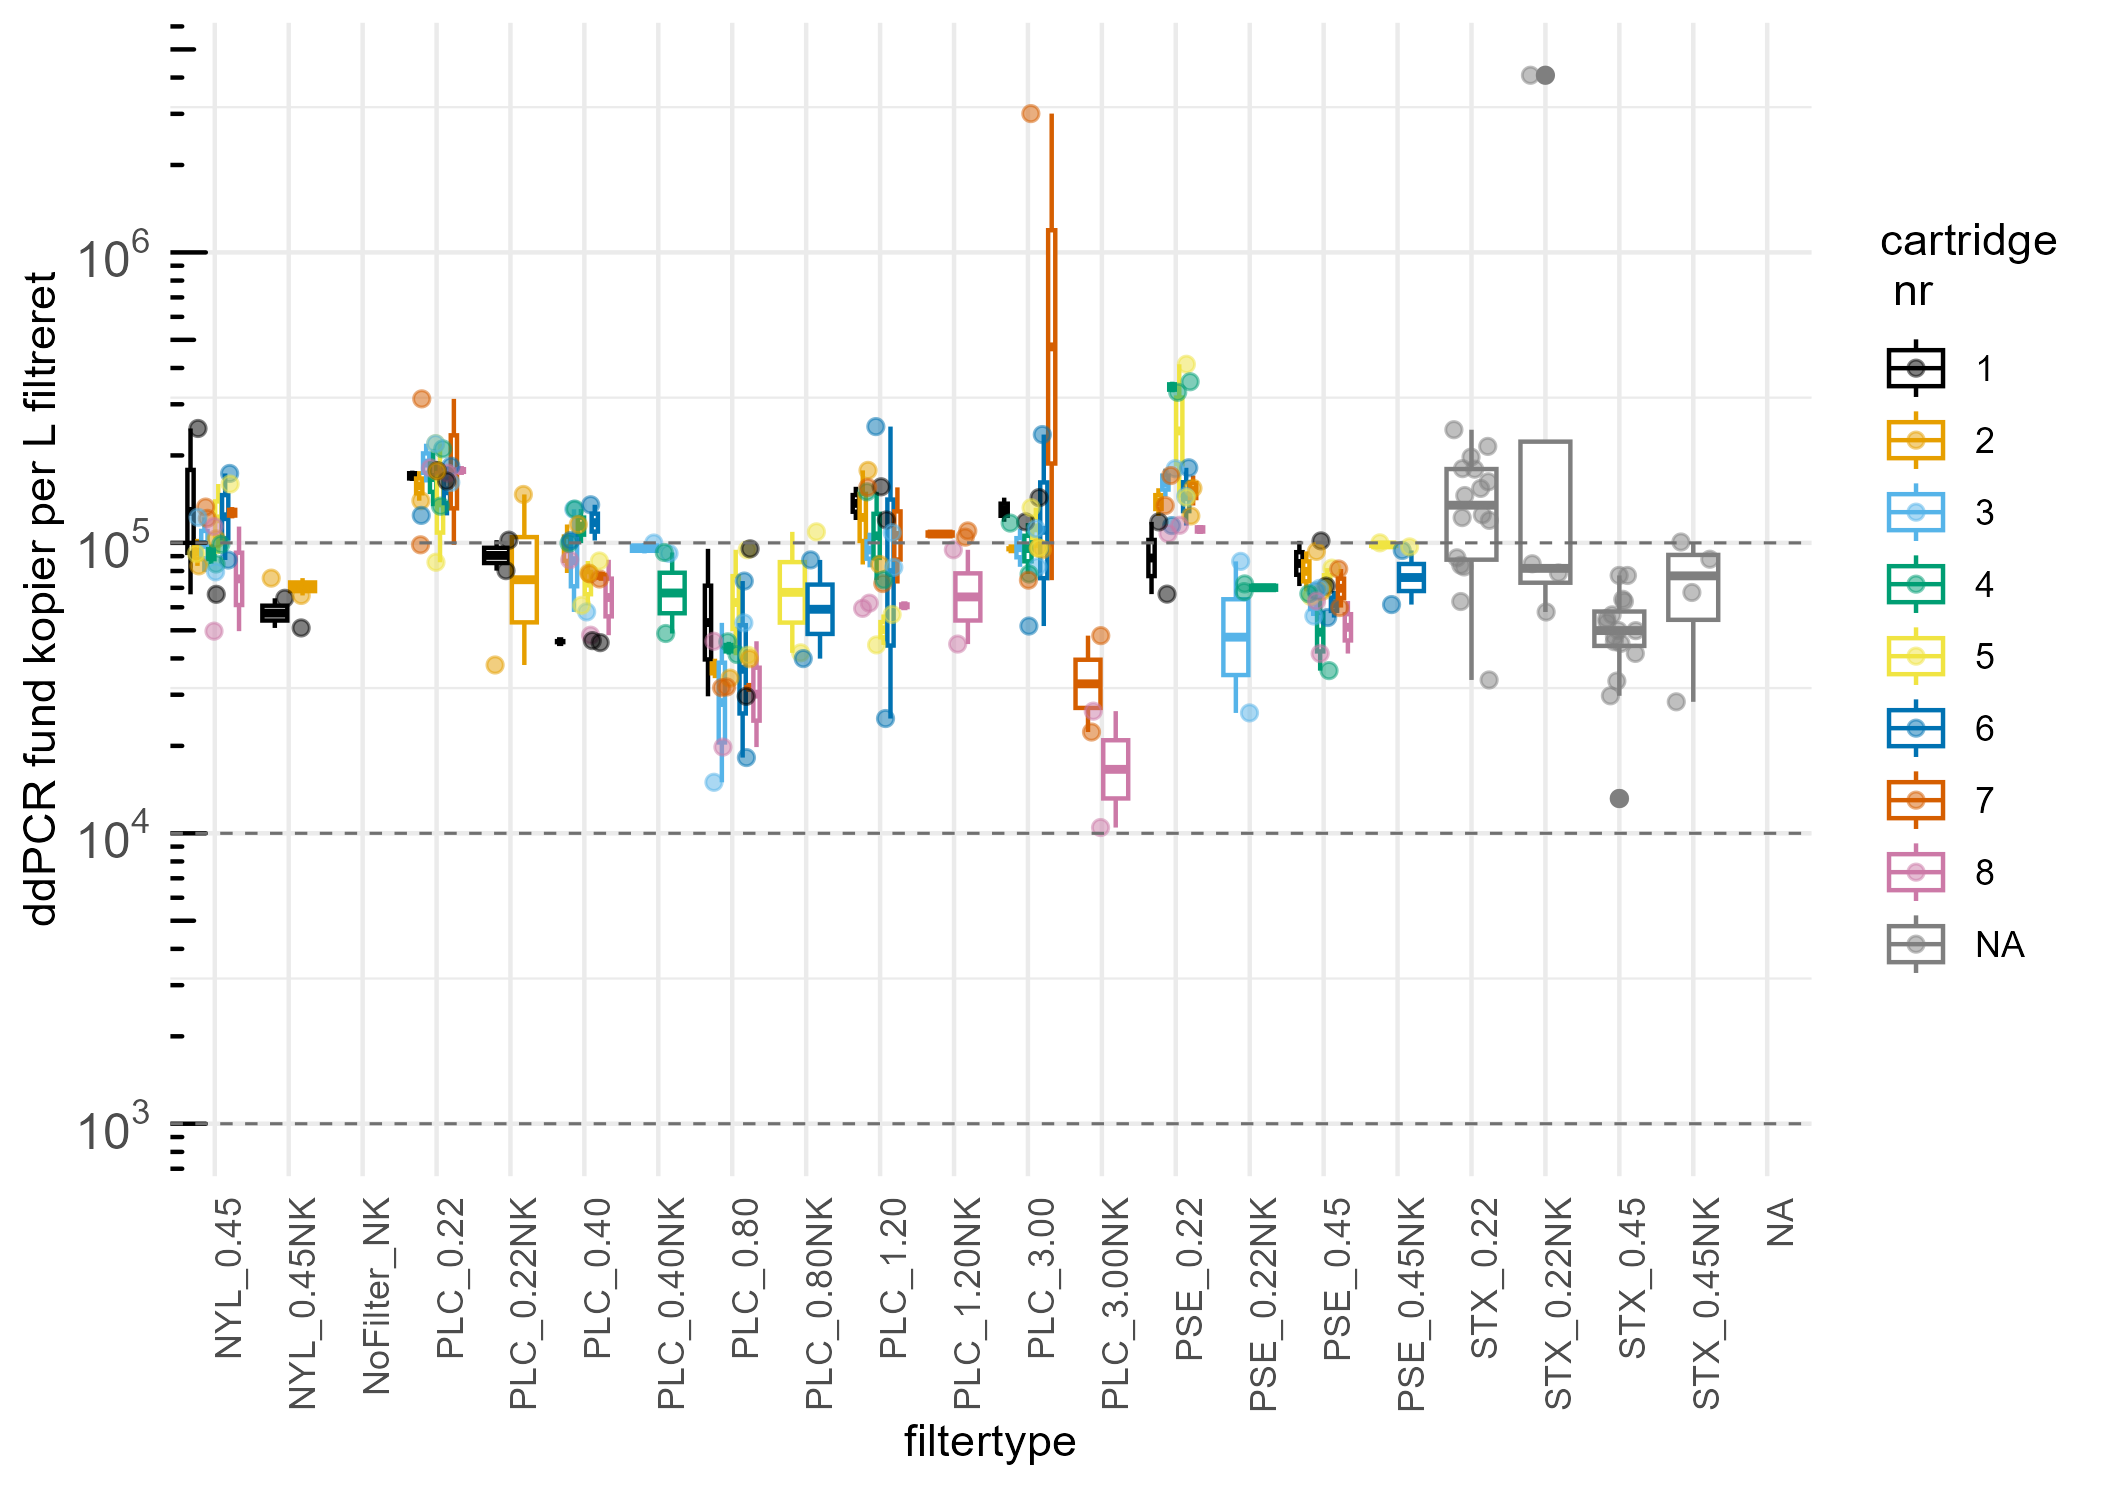 ddPCR fund kopier per L filtreret
10^6
10^5
10^4
10^3
NYL_0.45
NYL_0.45NK
NoFilter_NK
PLC_0.22
PLC_0.22NK
PLC_0.40
PLC_0.40NK
PLC_0.80
PLC_0.80NK
PLC_1.20
PLC_1.20NK
PLC_3.00
PLC_3.00NK
PSE_0.22
PSE_0.22NK
PSE_0.45
PSE_0.45NK
STX_0.22
STX_0.22NK
STX_0.45
STX_0.45NK
NA
filtertype
cartridge
nr
1
2
3
4
5
6
7
8
NA